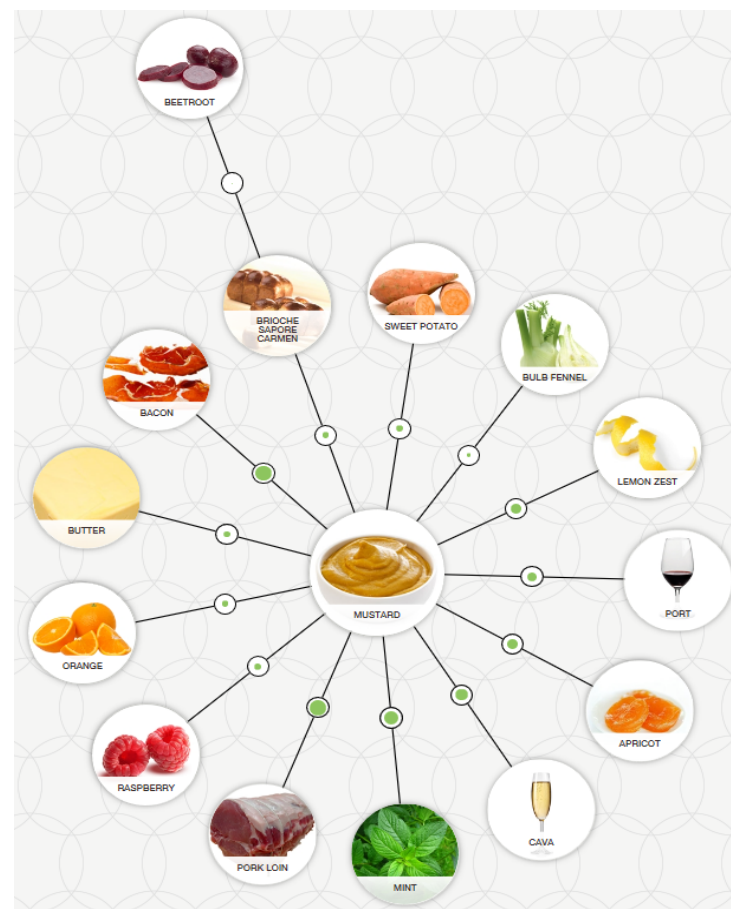 BEETROOT
BRIOCHE
SAPORE
CARMEN
SWEET POTATO
BULB FENNEL
BACON
LEMON ZEST
BUTTER
MUSTARD
PORT
ORANGE
APRICOT
RASPBERRY
CAVA
PORK LOIN
MINT